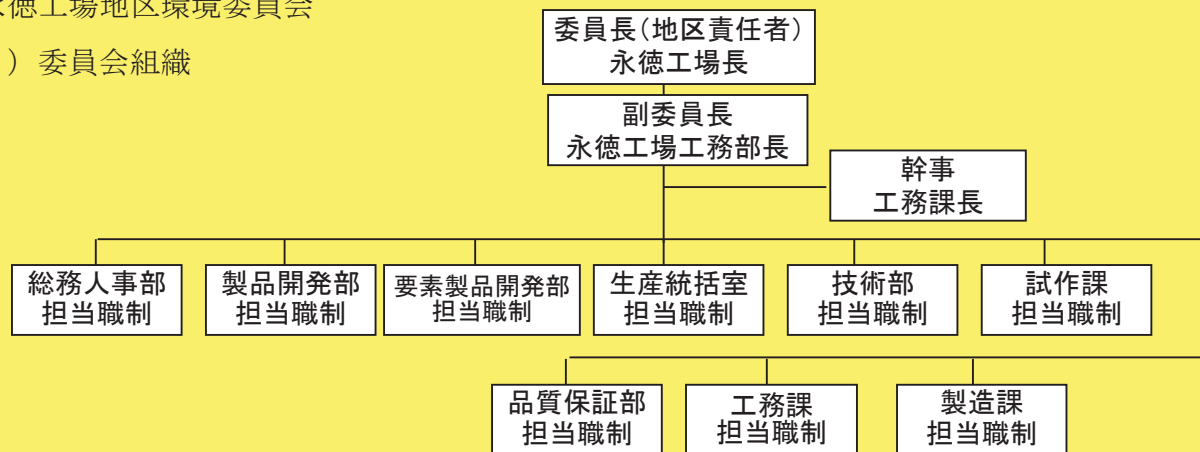 永徳工場地区環境委員会
）委員会組織
委員長（地区責任者）
永徳工場長
副委員長
永徳工場工務部長
幹事
工務課長
総務人事部
担当職制
製品開発部
担当職制
要素製品開発部
担当職制
生産統括室
担当職制
技術部
担当職制
試作課
担当職制
品質保証部
担当職制
工務課
担当職制
製造課
担当職制